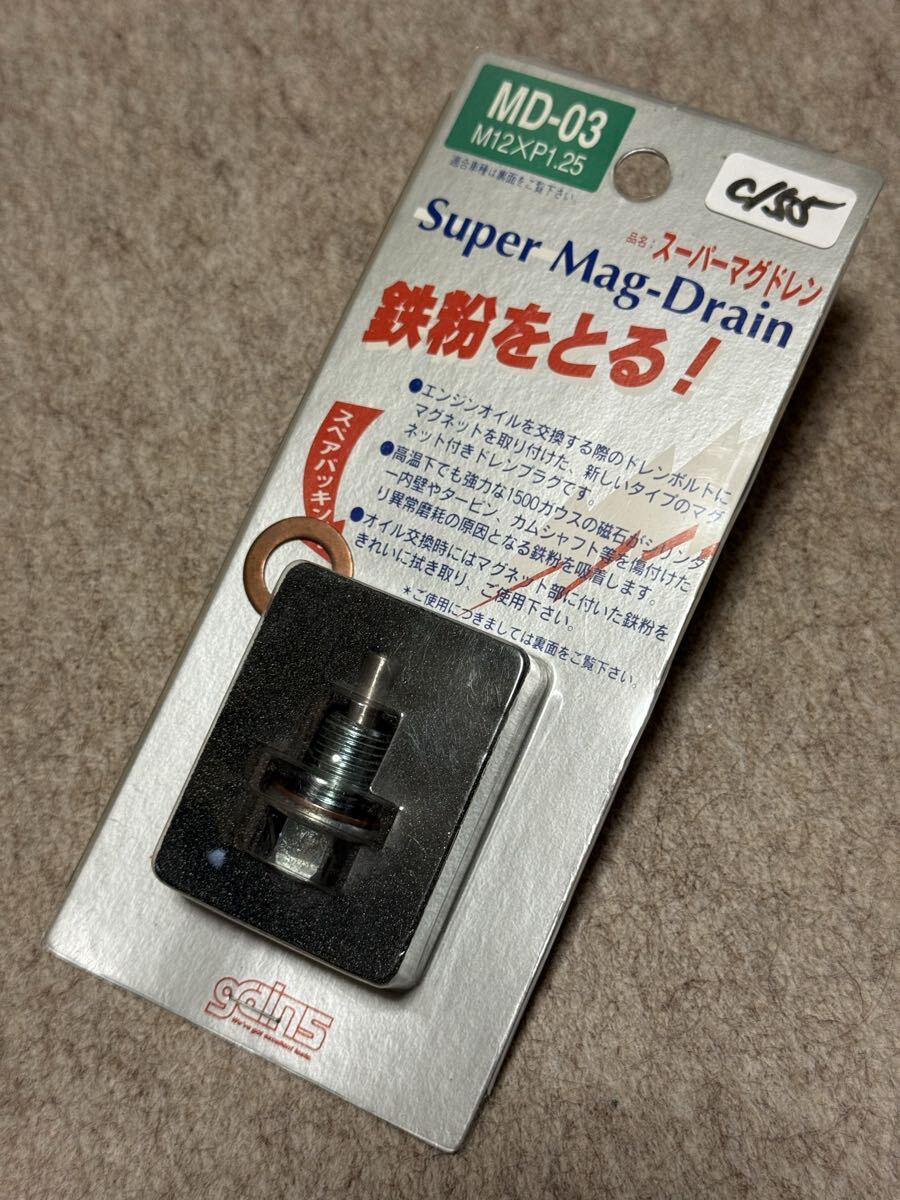 MD-03
M12×P1.25
適合車種は裏面をご覧下さい。
品名:スーパーマグドレン
Super Mag-Drain
鉄粉をとる!
●エンジンオイルを交換する際のドレンボルトに
マグネットを取り付けた、新しいタイプのマグ
ネット付きドレンプラグです。
●高温下でも強力な1500ガウスの磁石がシリンダ
ー内壁やタービン、カムシャフト等を傷付けた
り異常磨耗の原因となる鉄粉を吸着します。
●オイル交換時にはマグネット部に付いた鉄粉を
きれいに拭き取り、ご使用下さい。
*ご使用につきましては裏面をご覧下さい。
スペアパッキン
gains